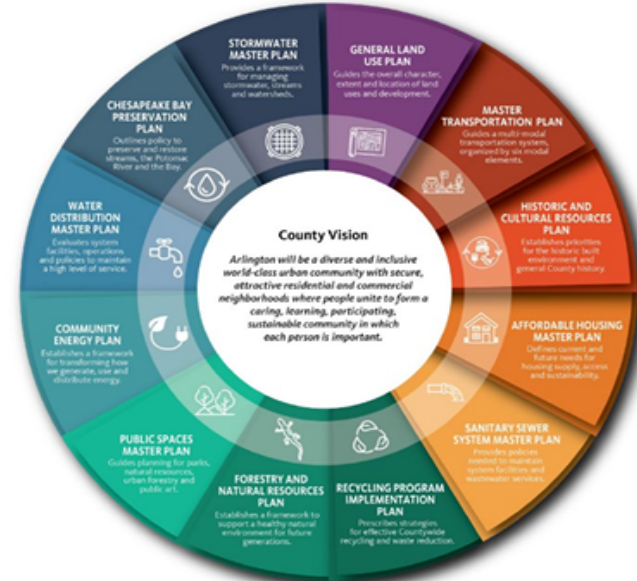 STORMWATER
MASTER PLAN
Provides a framework
for managing
stormwater, streams
and watersheds.
GENERAL LAND
USE PLAN
Guides the overall character,
extent and location of land
uses and development.
MASTER
TRANSPORTATION PLAN
Guides a multi-modal
transportation system,
organized by six modal
elements.
HISTORIC AND
CULTURAL RESOURCES
PLAN
Establishes priorities
for the historic built
environment and
general County history.
AFFORDABLE HOUSING
MASTER PLAN
Defines current and
future needs for
housing supply, access
and sustainability.
SANITARY SEWER
SYSTEM MASTER PLAN
Provides policies
needed to maintain
system facilities and
wastewater services.
RECYCLING PROGRAM
IMPLEMENTATION
PLAN
Prescribes strategies
for effective Countywide
recycling and waste reduction.
FORESTRY AND
NATURAL RESOURCES
PLAN
Establishes a framework to
support a healthy natural
environment for future
generations.
PUBLIC SPACES
MASTER PLAN
Guides planning for parks,
natural resources,
urban forestry and
public art.
COMMUNITY
ENERGY PLAN
Establishes a framework
for transforming how
we generate, use and
distribute energy.
WATER
DISTRIBUTION
MASTER PLAN
Evaluates system
facilities, operations
and policies to maintain
a high level of service.
CHESAPEAKE BAY
PRESERVATION
PLAN
Outlines policy to
preserve and restore
streams, the Potomac
River and the Bay.
County Vision
Arlington will be a diverse and inclusive
world-class urban community with secure,
attractive residential and commercial
neighborhoods where people unite to form a
caring, learning, participating,
sustainable community in which
each person is important.